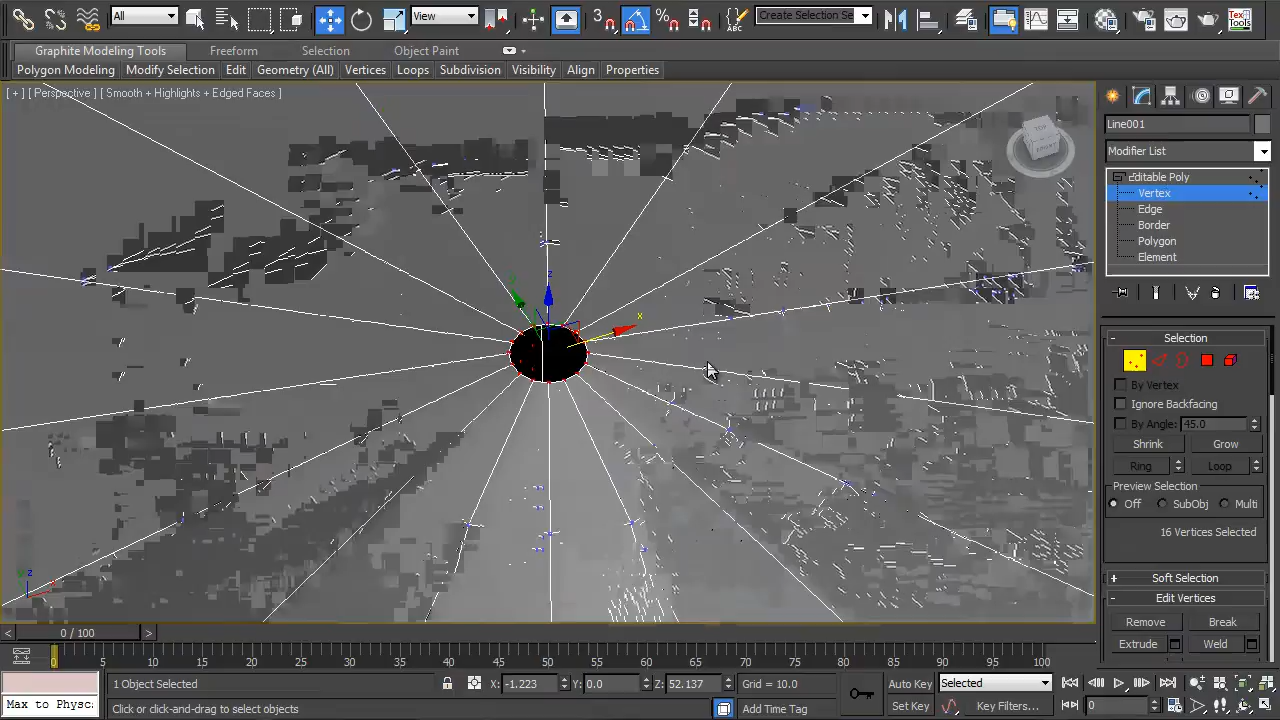 All
View
Create Selection Se
Tex Tools
Graphite Modeling Tools Freeform Selection Object Paint
Polygon Modeling Modify Selection Edit Geometry (All) Vertices Loops Subdivision Visibility Align Properties
[ + ] [ Perspective ] [ Smooth + Highlights + Edged Faces ]
TOP
FRONT
z
x
Line001
Modifier List
Editable Poly
Vertex
Edge
Border
Polygon
Element
- Selection
By Vertex
Ignore Backfacing
By Angle: 45.0
Shrink Grow
Ring Loop
Preview Selection
Off SubObj Multi
16 Vertices Selected
+ Soft Selection
- Edit Vertices
Remove Break
Extrude Weld
z
< 0 / 100 >
0 5 10 15 20 25 30 35 40 45 50 55 60 65 70 75 80 85 90 95 100
1 Object Selected X: -1.223 Y: 0.0 Z: 52.137 Grid = 10.0 Auto Key Selected
Max to Physc Click or click-and-drag to select objects Add Time Tag Set Key Key Filters... 0